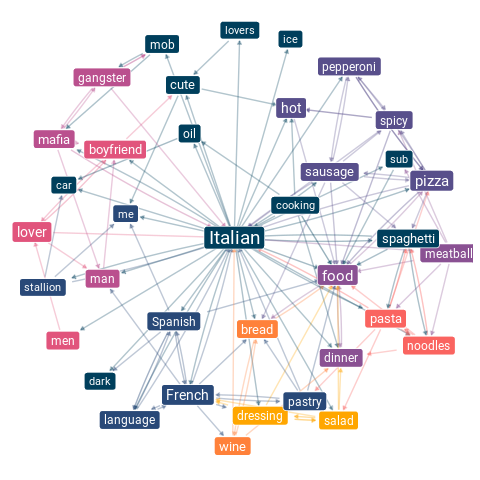 lovers
ice
mob
pepperoni
gangster
cute
hot
spicy
oil
mafia
boyfriend
sub
sausage
pizza
car
cooking
me
lover
Italian
spaghetti
meatball
food
man
stallion
Spanish
pasta
bread
men
noodles
dinner
dark
French
pastry
language
dressing
salad
wine